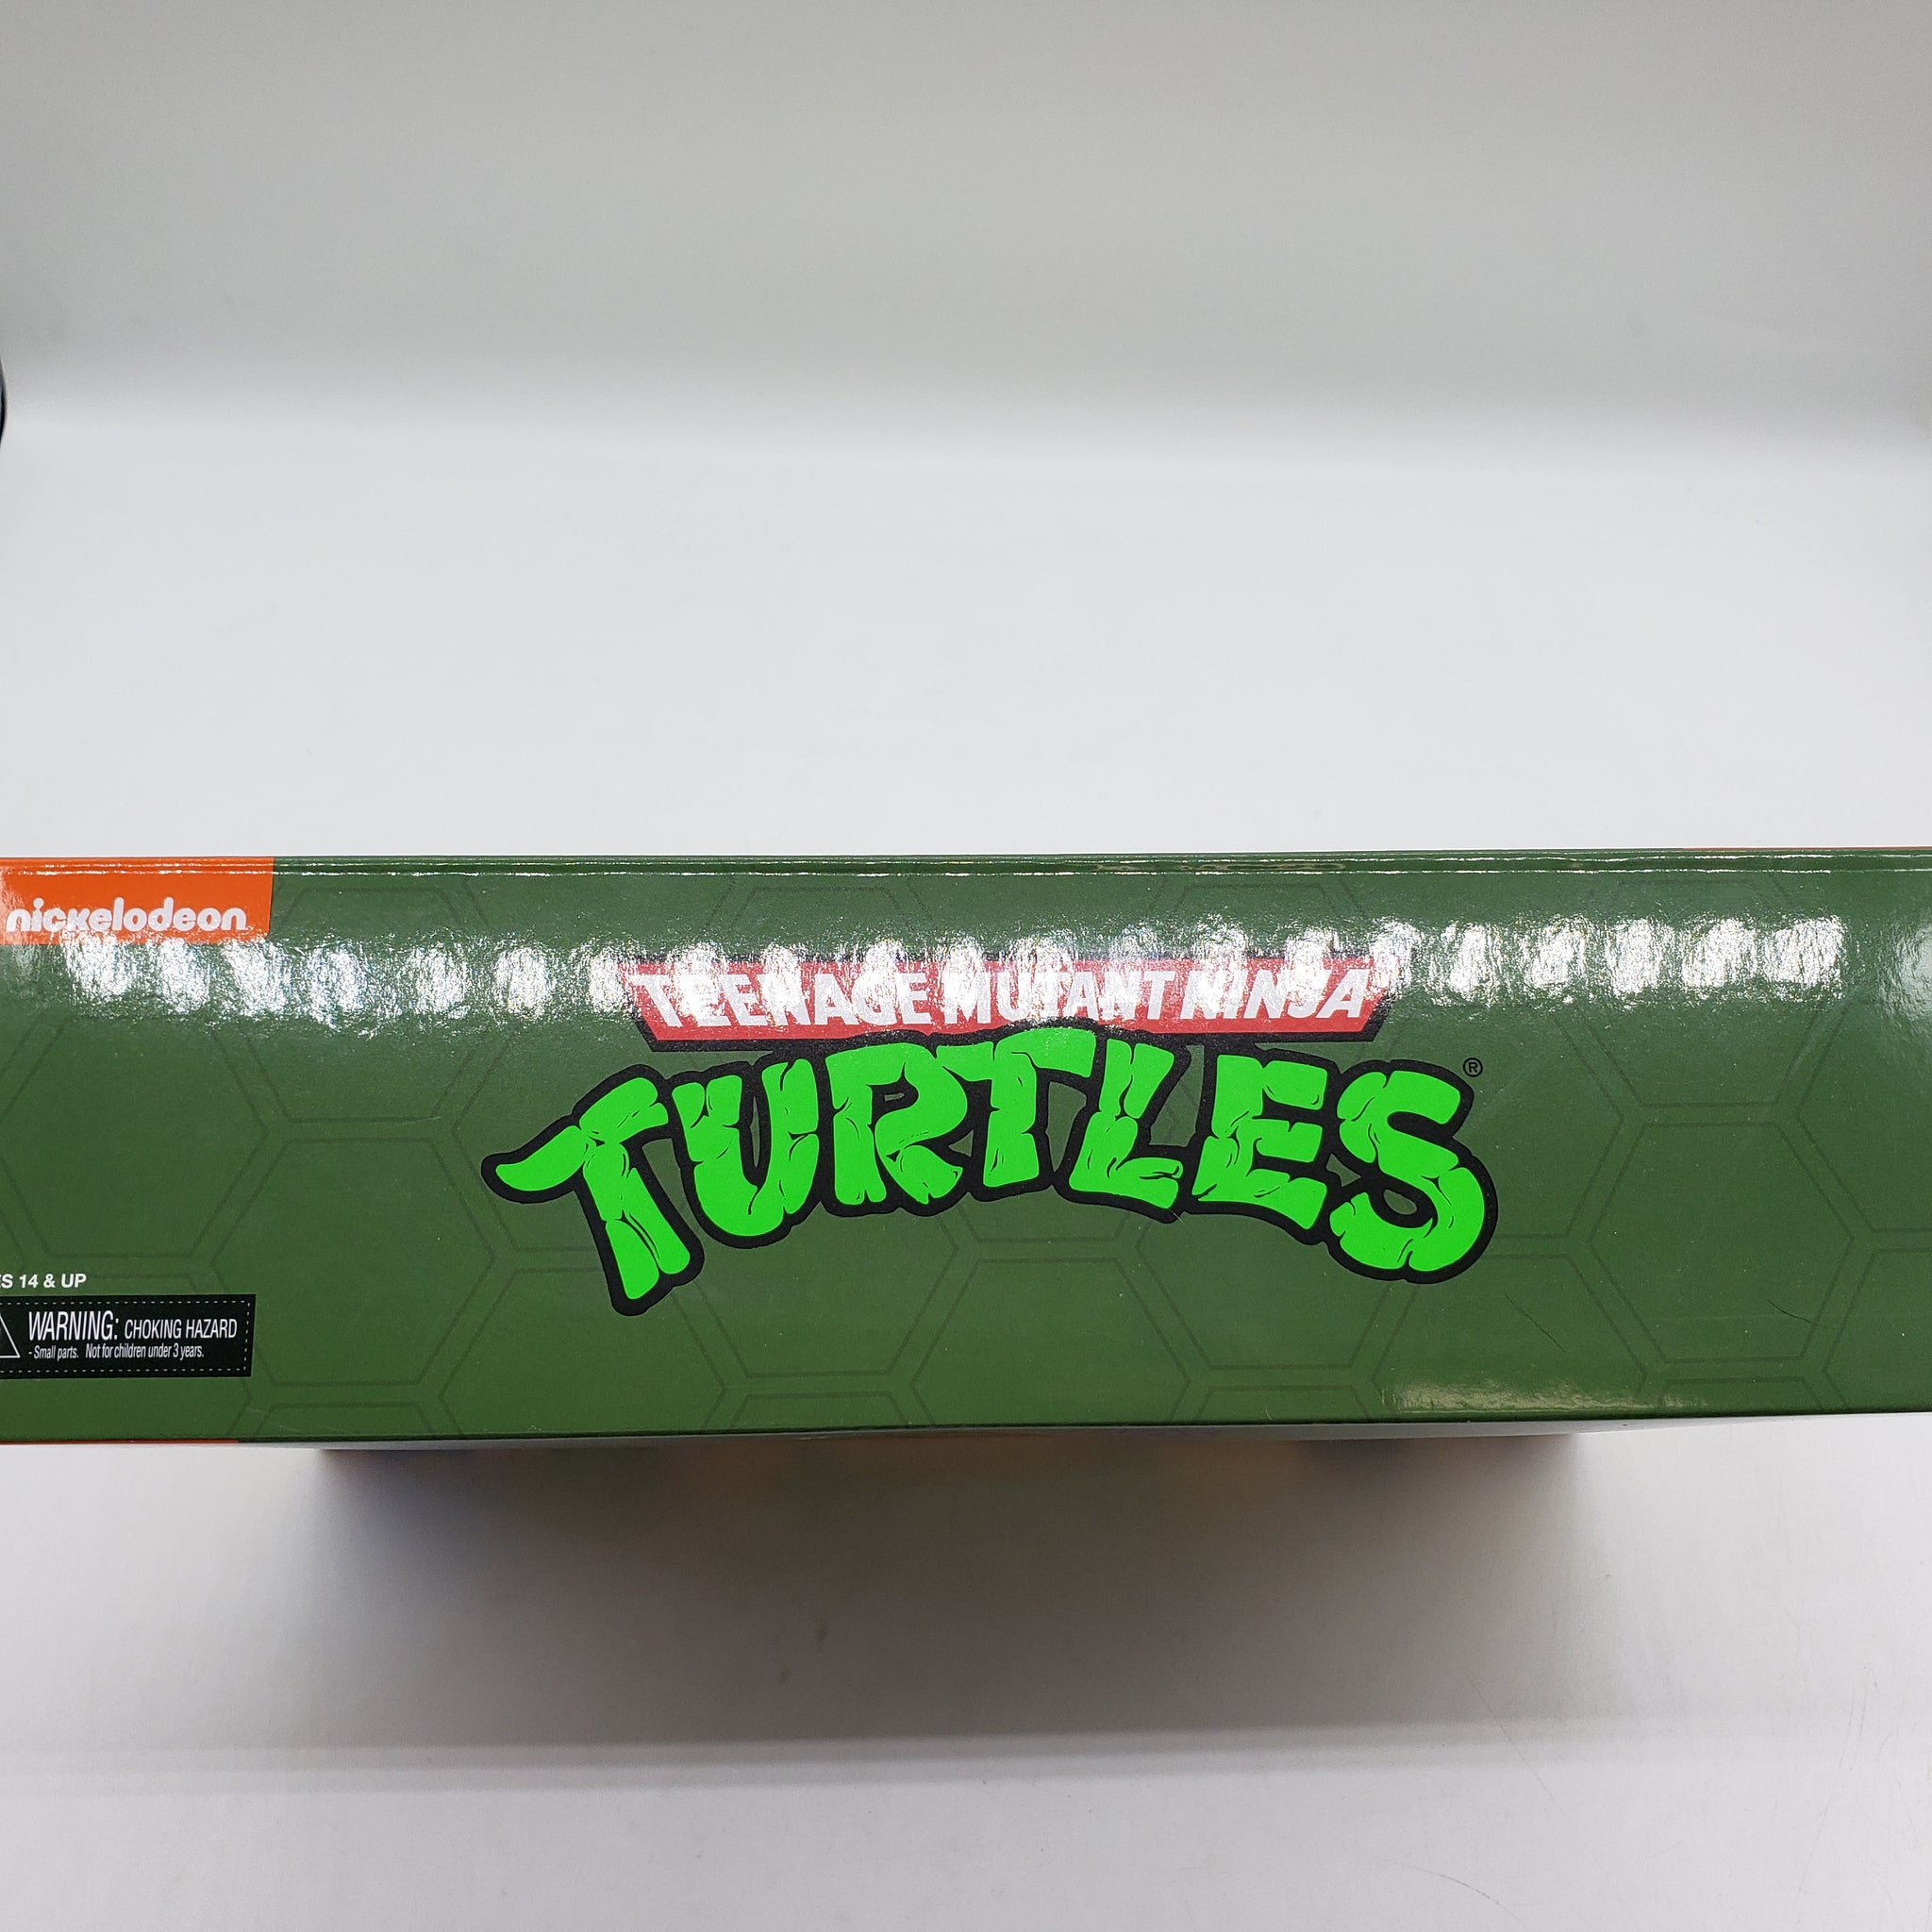 nickelodeon
TEENAGE MUTANT NINJA
TURTLES®
14 & UP
WARNING: CHOKING HAZARD
- Small parts. Not for children under 3 years.